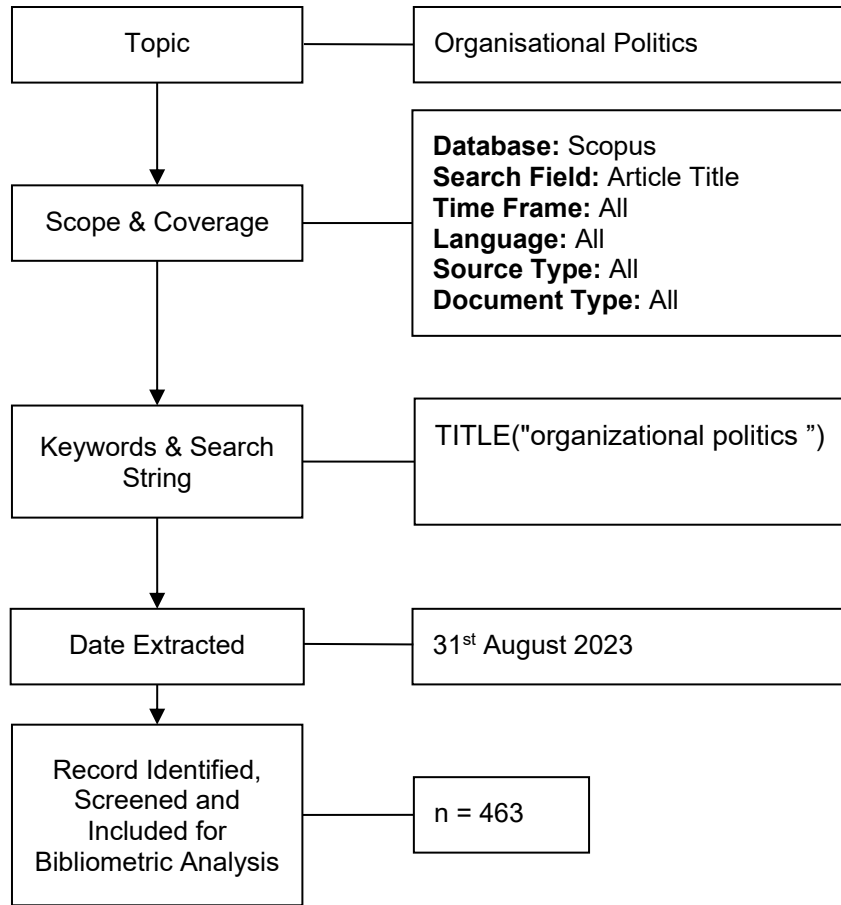 Topic
Organisational Politics
Scope & Coverage
Database: Scopus
Search Field: Article Title
Time Frame: All
Language: All
Source Type: All
Document Type: All
Keywords & Search
String
TITLE("organizational politics ”)
Date Extracted
31st August 2023
Record Identified,
Screened and
Included for
Bibliometric Analysis
n = 463